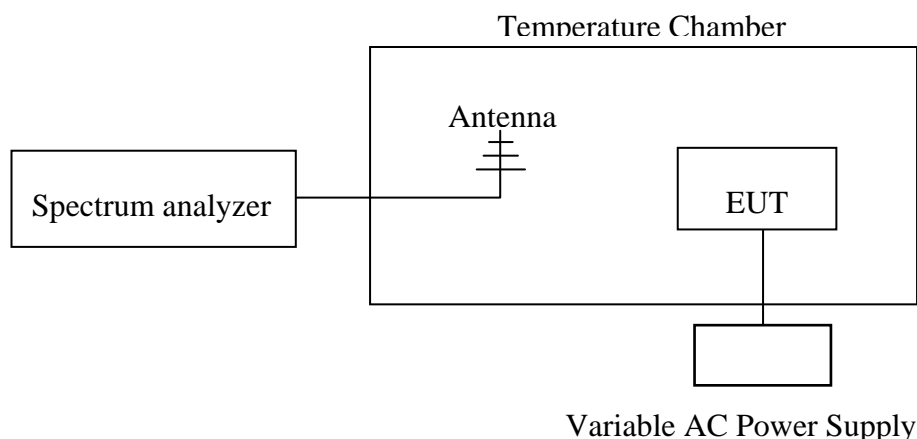 Temperature Chamber
Antenna
Spectrum analyzer
EUT
Variable AC Power Supply